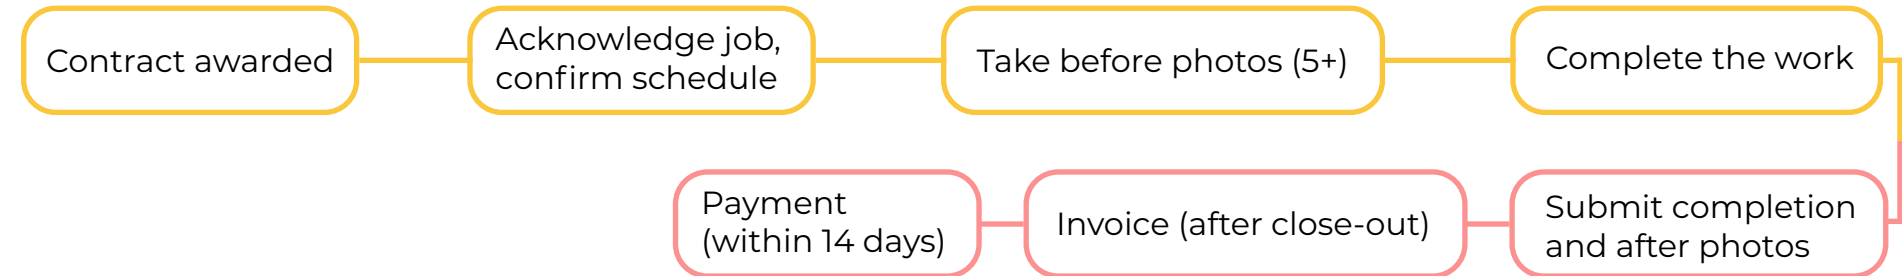 Contract awarded
Acknowledge job,
confirm schedule
Take before photos (5+)
Complete the work
Submit completion
and after photos
Invoice (after close-out)
Payment
(within 14 days)